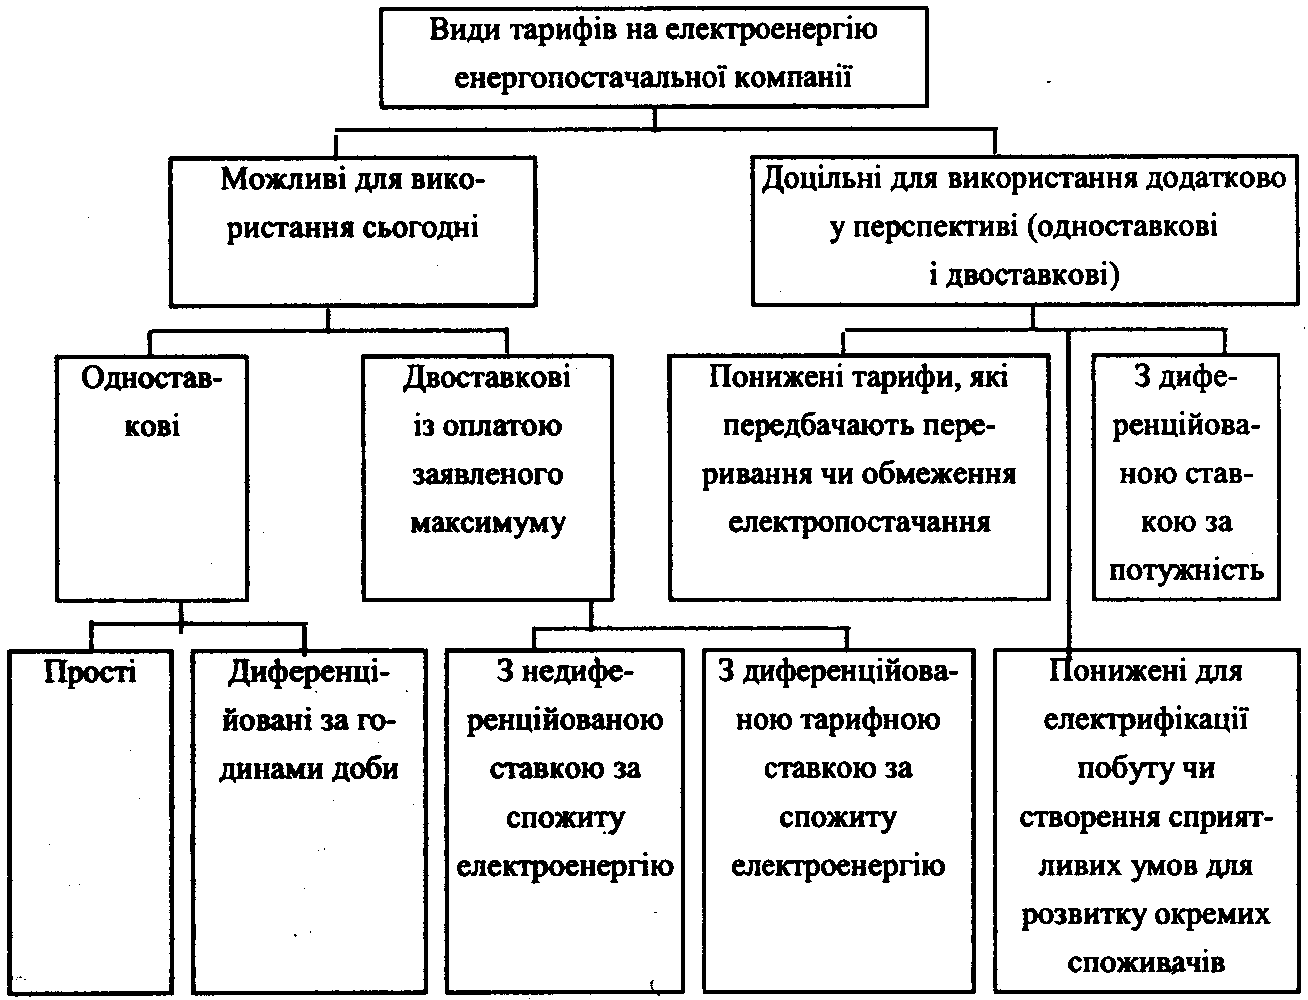 Види тарифів на електроенергію
енергопостачальної компанії
Можливі для вико-
ристання сьогодні
Доцільні для використання додатково
у перспективі (одноставкові
і двоставкові)
Одностав-
кові
Двоставкові
із оплатою
заявленого
максимуму
Понижені тарифи, які
передбачають пере-
ривання чи обмеження
електропостачання
З дифе-
ренційова-
ною став-
кою за
потужність
Прості
Диференці-
йовані за го-
динами доби
З недифе-
ренційованою
ставкою за
спожиту
електроенергію
З диференційова-
ною тарифною
ставкою за
спожиту
електроенергію
Понижені для
електрифікації
побуту чи
створення сприят-
ливих умов для
розвитку окремих
споживачів